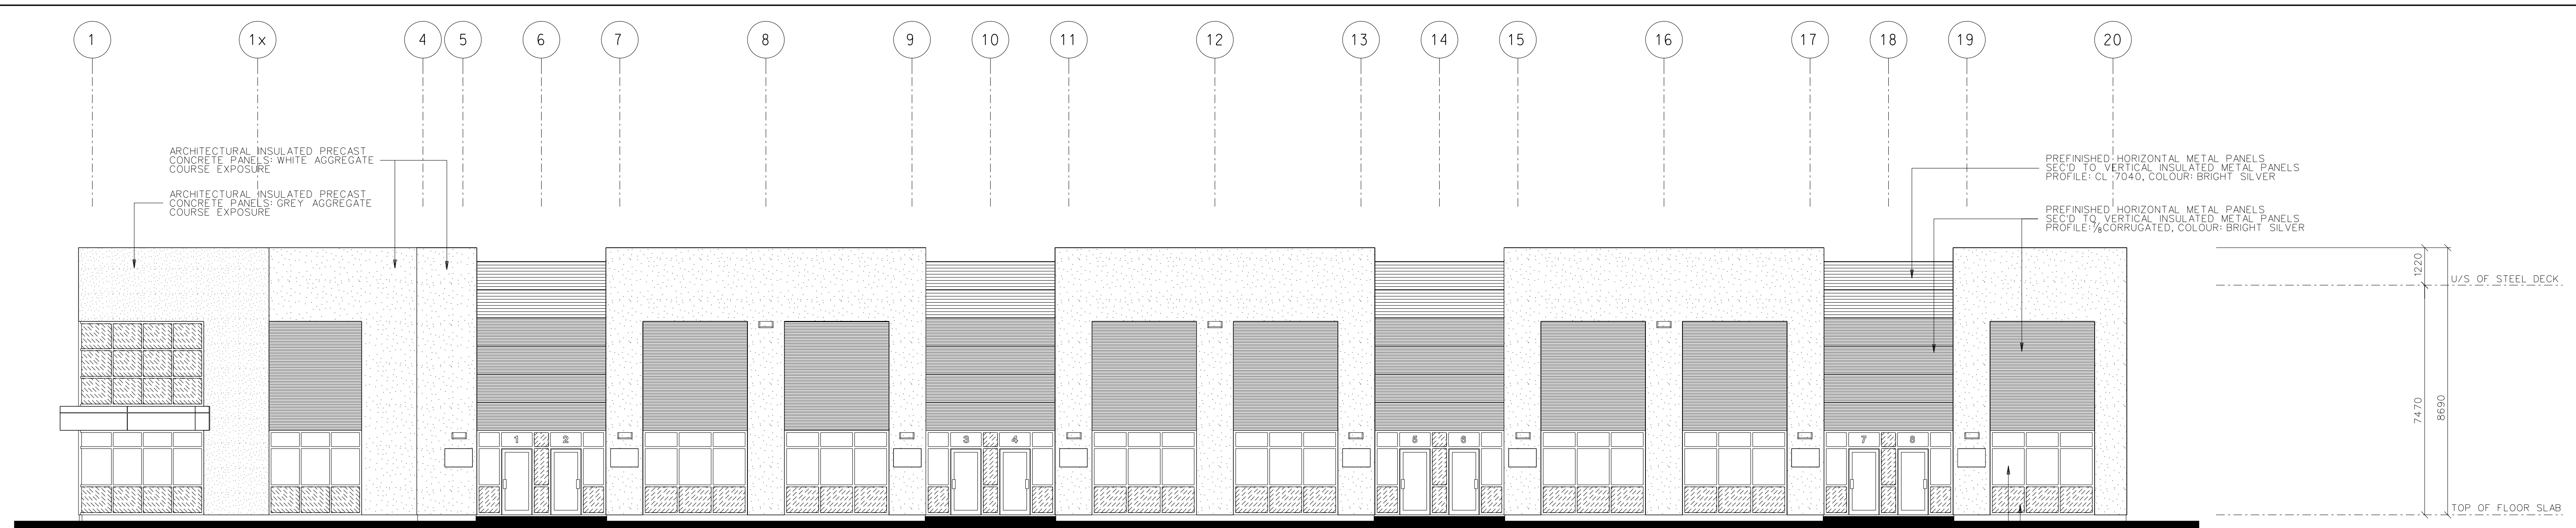 1 1x 4 5 6 7 8 9 10 11 12 13 14 15 16 17 18 19 20
ARCHITECTURAL INSULATED PRECAST
CONCRETE PANELS: WHITE AGGREGATE
COURSE EXPOSURE
ARCHITECTURAL INSULATED PRECAST
CONCRETE PANELS: GREY AGGREGATE
COURSE EXPOSURE
PREFINISHED HORIZONTAL METAL PANELS
SEC'D TO VERTICAL INSULATED METAL PANELS
PROFILE: CL 7040, COLOUR: BRIGHT SILVER
PREFINISHED HORIZONTAL METAL PANELS
SEC'D TO VERTICAL INSULATED METAL PANELS
PROFILE: 7/8 CORRUGATED, COLOUR: BRIGHT SILVER
1220
U/S OF STEEL DECK
7470
8690
1 2 3 4 5 6 7 8
TOP OF FLOOR SLAB